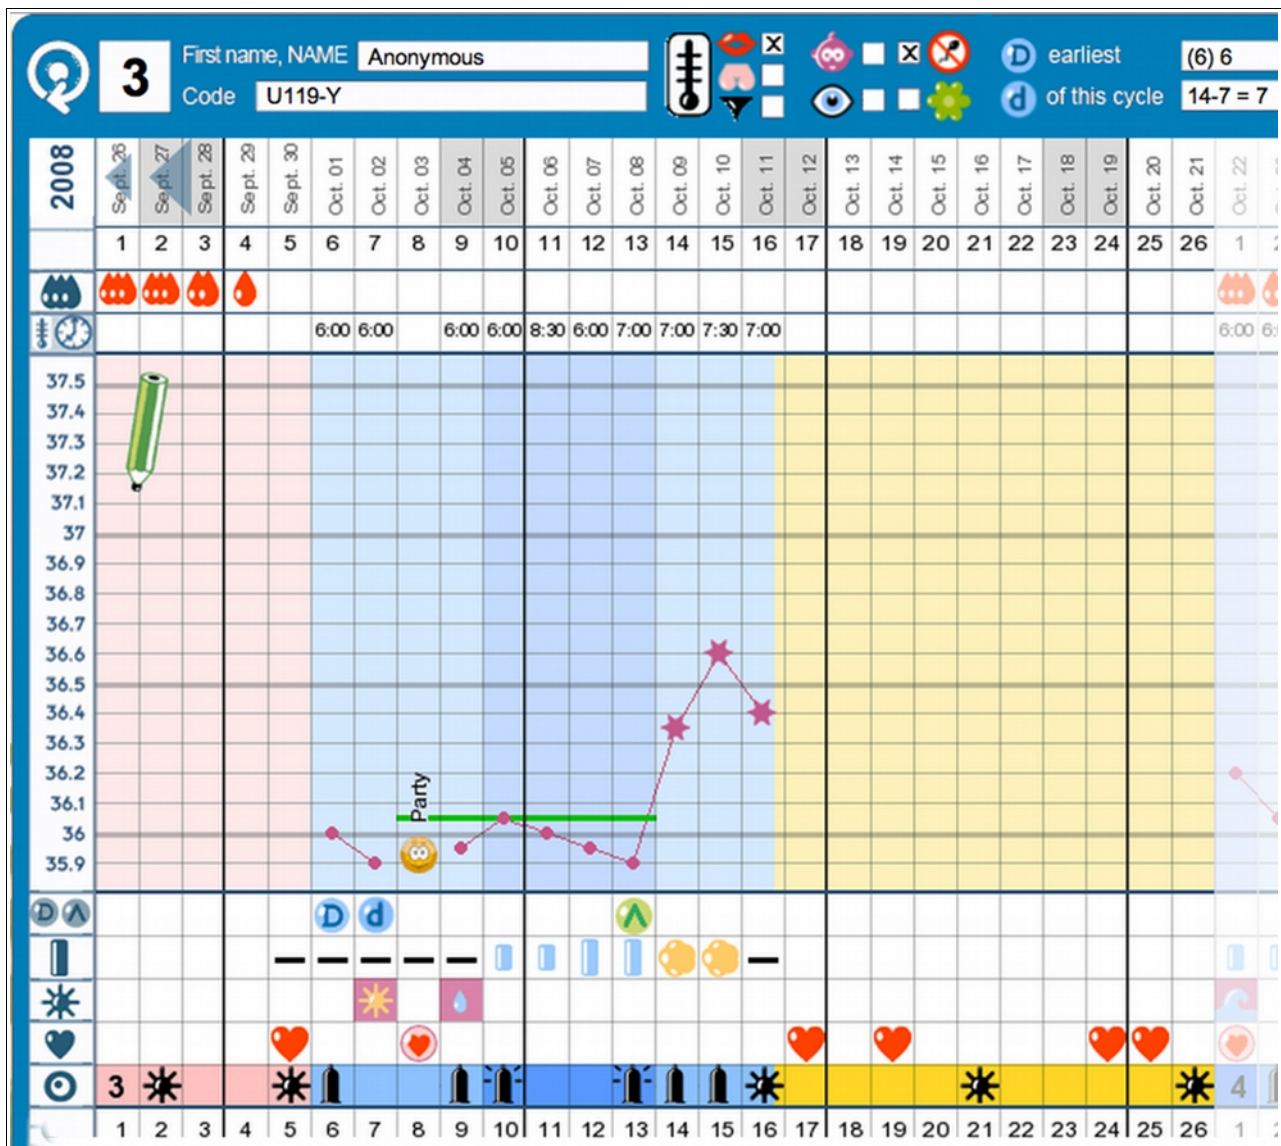 3 First name, NAME Anonymous D earliest (6) 6
Code U119-Y d of this cycle 14-7 = 7
2008 Sept. 26 Sept. 27 Sept. 28 Sept. 29 Sept. 30 Oct. 01 Oct. 02 Oct. 03 Oct. 04 Oct. 05 Oct. 06 Oct. 07 Oct. 08 Oct. 09 Oct. 10 Oct. 11 Oct. 12 Oct. 13 Oct. 14 Oct. 15 Oct. 16 Oct. 17 Oct. 18 Oct. 19 Oct. 20 Oct. 21 Oct. 22
1 2 3 4 5 6 7 8 9 10 11 12 13 14 15 16 17 18 19 20 21 22 23 24 25 26 1 2
6:00 6:00 6:00 6:00 8:30 6:00 7:00 7:00 7:30 7:00 6:00
37.5
37.4
37.3
37.2
37.1
37
36.9
36.8
36.7
36.6
36.5
36.4
36.3
36.2
36.1
Party
36
35.9
D Λ D d Λ
3 4
1 2 3 4 5 6 7 8 9 10 11 12 13 14 15 16 17 18 19 20 21 22 23 24 25 26 1 2